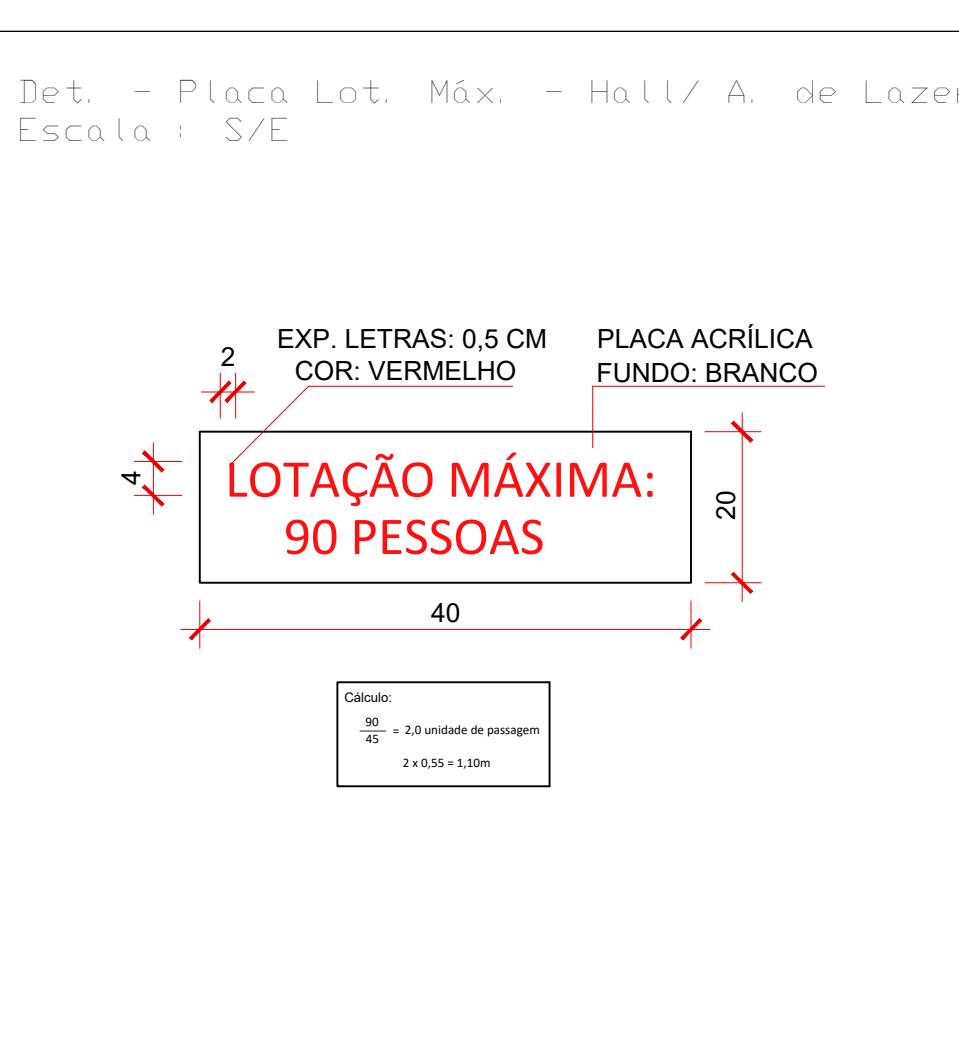 Det. - Placa Lot. Máx. - Hall/ A. de Lazer
Escala : S/E
EXP. LETRAS: 0,5 CM
COR: VERMELHO
PLACA ACRÍLICA
FUNDO: BRANCO
2
4
LOTAÇÃO MÁXIMA:
90 PESSOAS
20
40
Cálculo:
90
45
= 2,0 unidade de passagem
2 x 0,55 = 1,10m